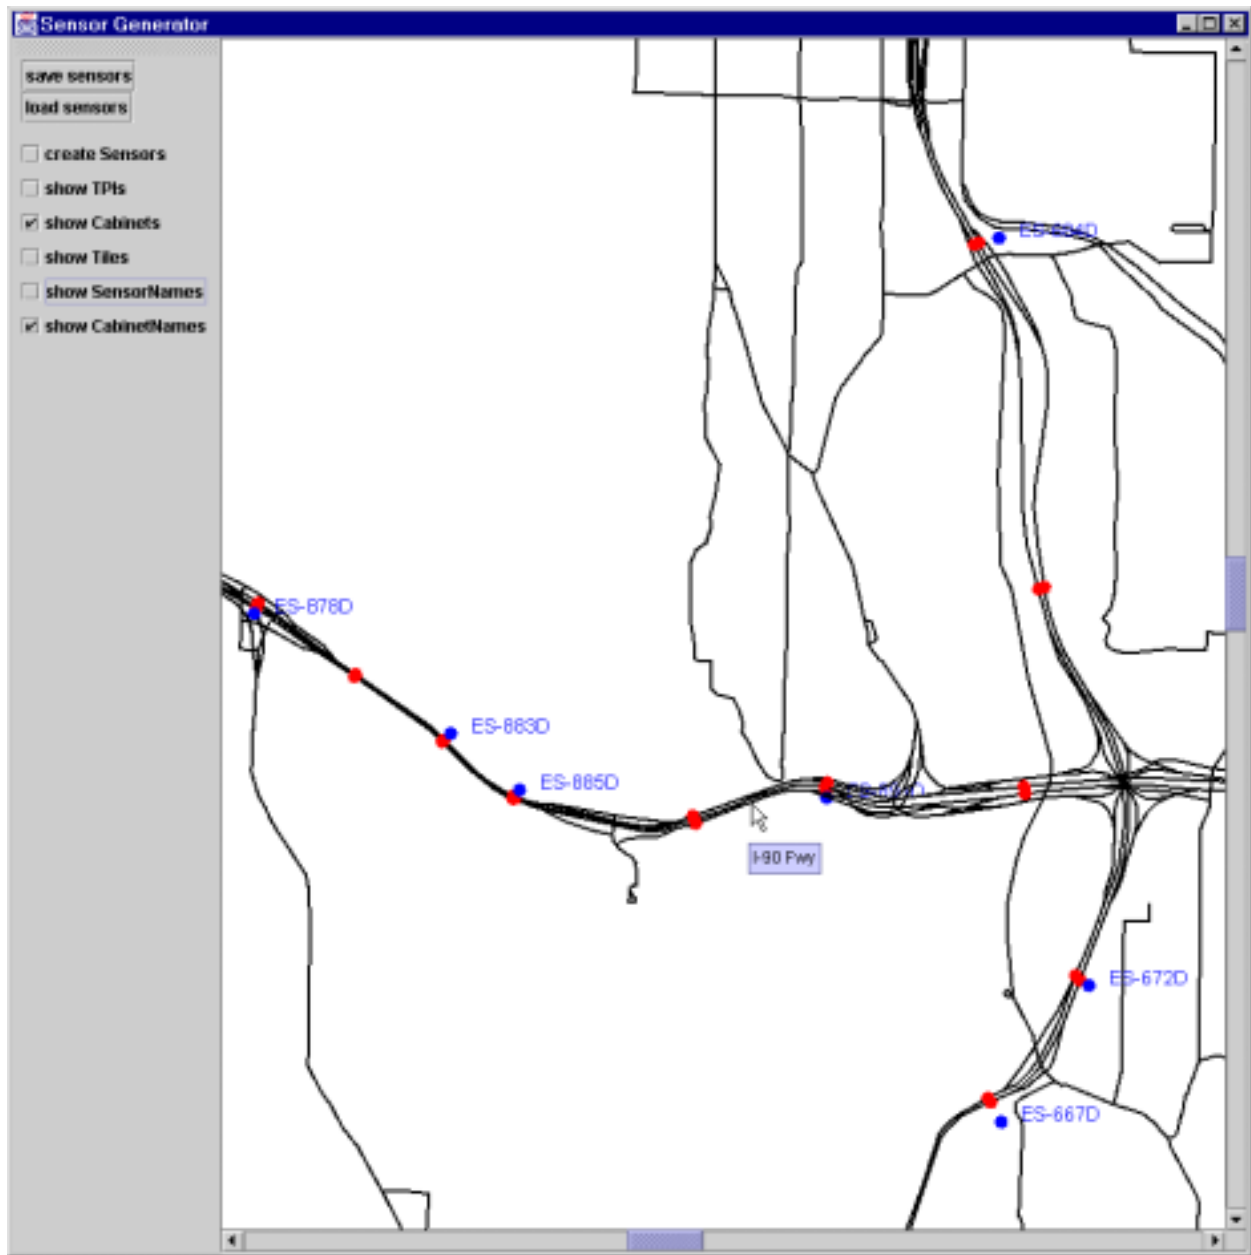 Sensor Generator
save sensors
load sensors
create Sensors
show TPIs
show Cabinets
show Tiles
show SensorNames
show CabinetNames
ES-878D
ES-883D
ES-885D
I-90 Fwy
ES-672D
ES-667D